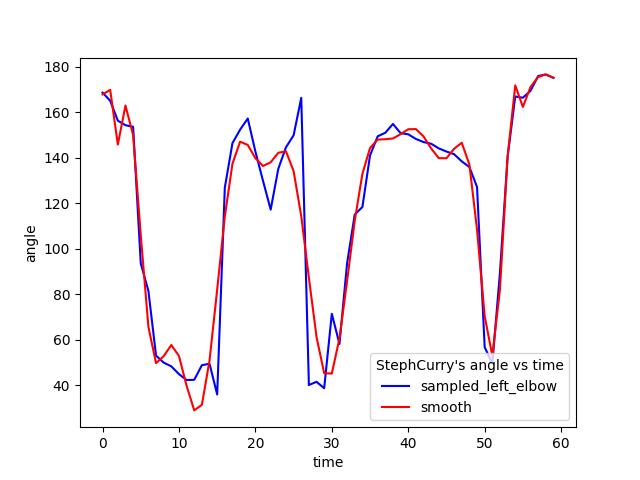 180
160
140
120
100
80
60
40
angle
0 10 20 30 40 50 60
time
StephCurry's angle vs time
sampled_left_elbow
smooth